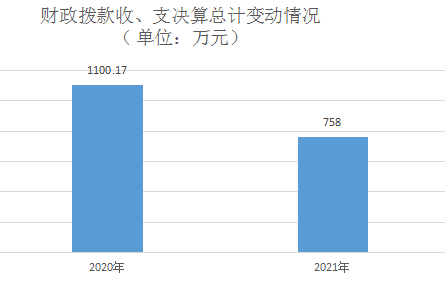 财政拨款收、支决算总计变动情况
（单位：万元）
1100.17
758
2020年
2021年